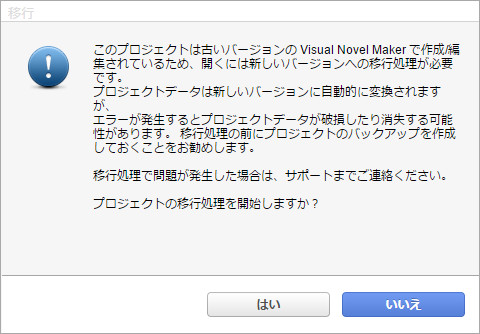 移行
このプロジェクトは古いバージョンの Visual Novel Maker で作成/編
集されているため、開くには新しいバージョンへの移行処理が必要
です。
プロジェクトデータは新しいバージョンに自動的に変換されます
が、
エラーが発生するとプロジェクトデータが破損したり消失する可能
性があります。 移行処理の前にプロジェクトのバックアップを作成
しておくことをお勧めします。
移行処理で問題が発生した場合は、サポートまでご連絡ください。
プロジェクトの移行処理を開始しますか？
はい
いいえ